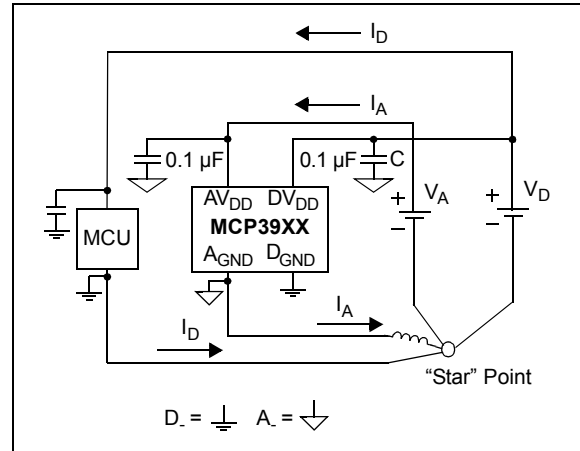 I_D
I_A
0.1 µF
0.1 µF
C
AV_DD DV_DD
V_A
V_D
+
+
MCP39XX
MCU
–
–
A_GND D_GND
I_A
I_D
"Star" Point
D_- = A_- =